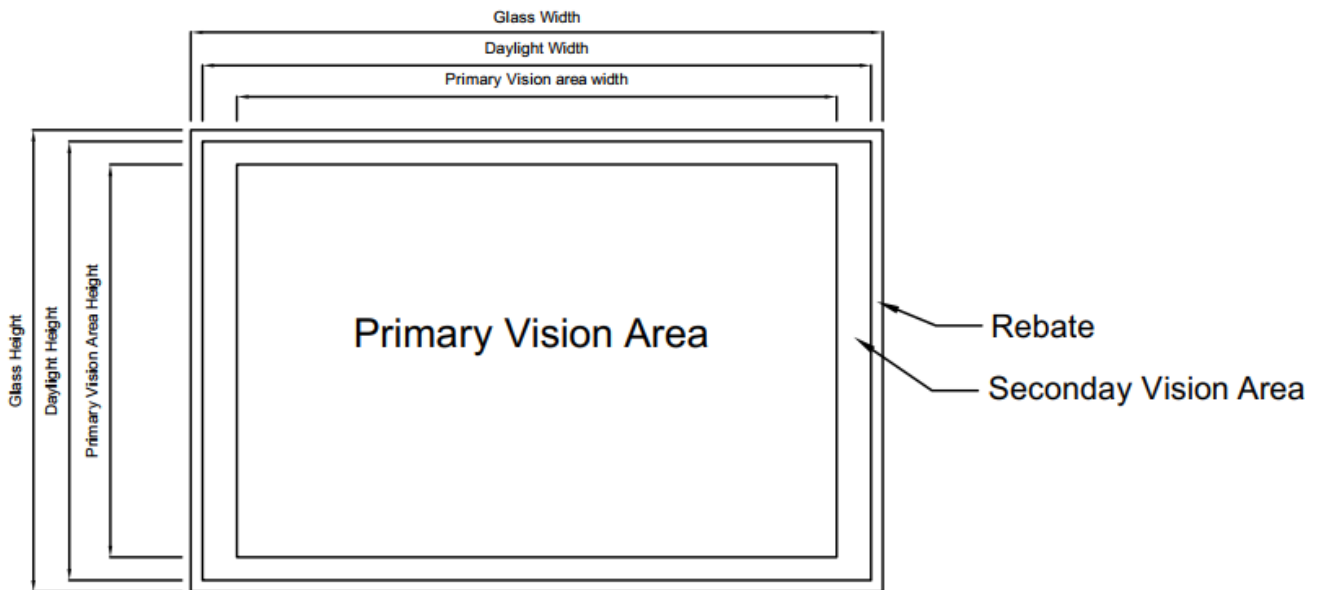 Glass Width
Daylight Width
Primary Vision area width
Glass Height
Daylight Height
Primary Vision Area Height
Primary Vision Area
Rebate
Seconday Vision Area